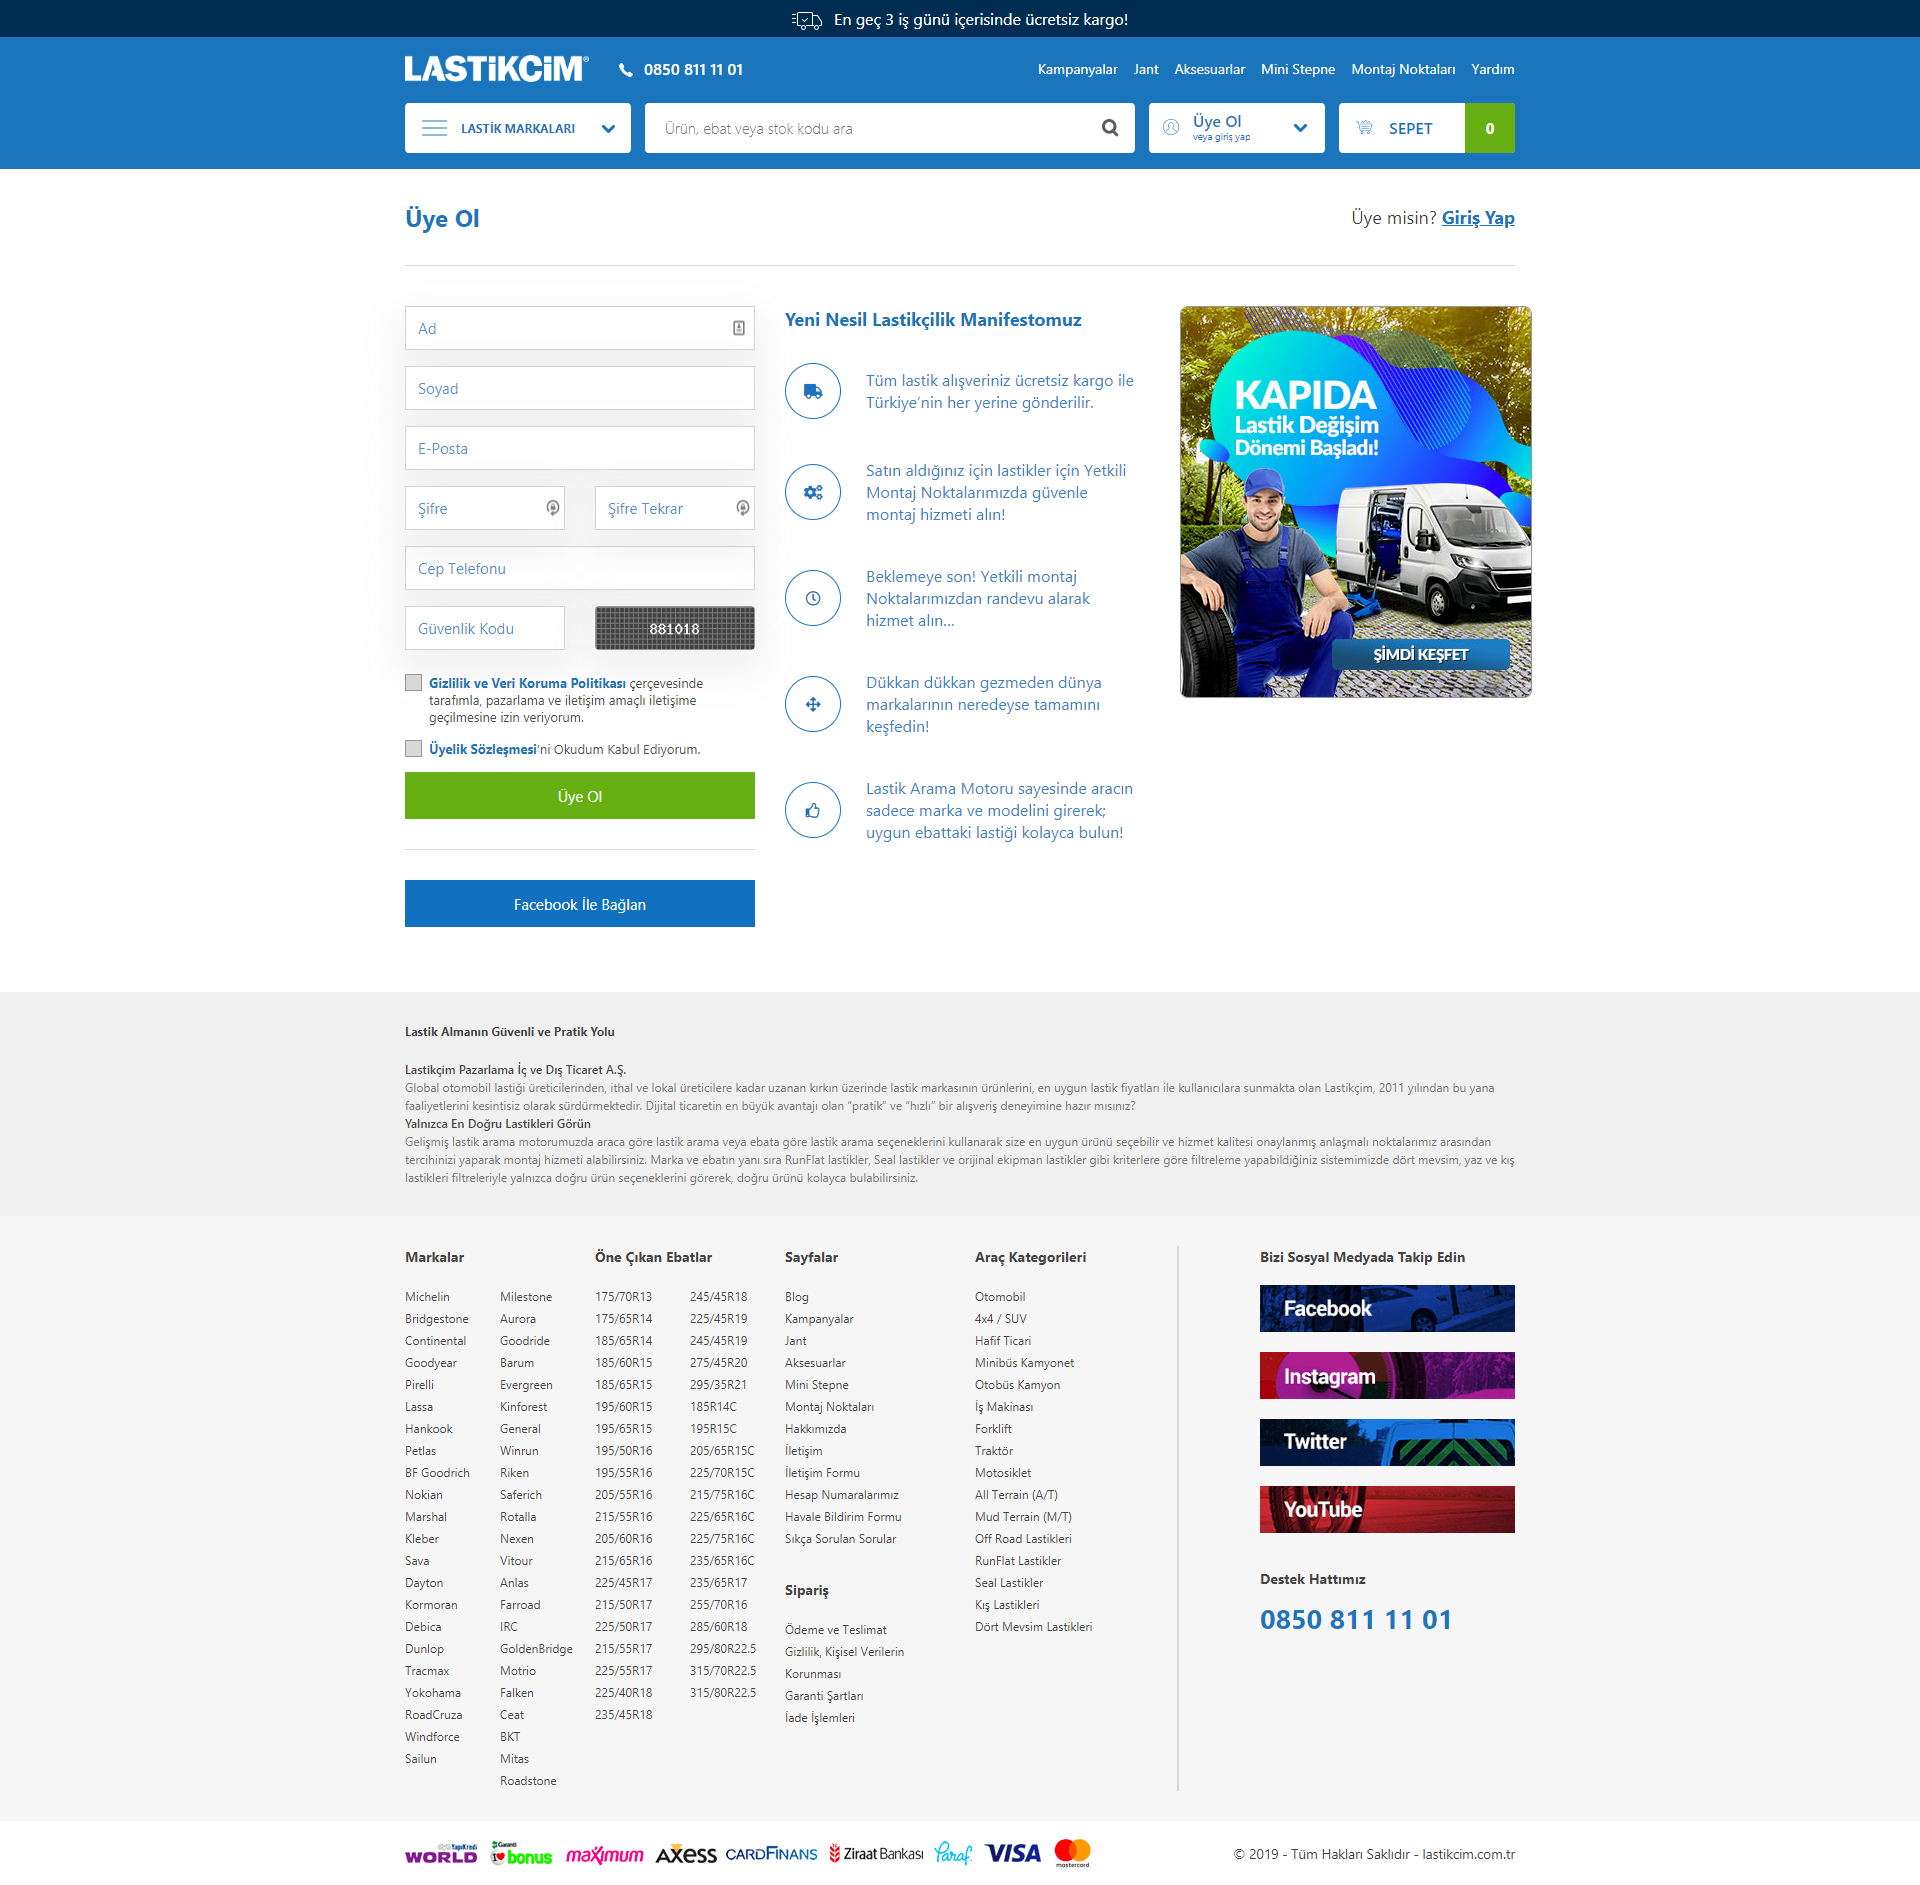 En geç 3 iş günü içerisinde ücretsiz kargo!
LASTiKCiM®
0850 811 11 01
Kampanyalar Jant Aksesuarlar Mini Stepne Montaj Noktaları Yardım
LASTİK MARKALARI
Ürün, ebat veya stok kodu ara
Üye Ol
veya giriş yap
SEPET
0
Üye Ol
Üye misin? Giriş Yap
Ad
Soyad
E-Posta
Şifre
Şifre Tekrar
Cep Telefonu
Güvenlik Kodu
881018
Gizlilik ve Veri Koruma Politikası çerçevesinde
tarafımla, pazarlama ve iletişim amaçlı iletişime
geçilmesine izin veriyorum.
Üyelik Sözleşmesi'ni Okudum Kabul Ediyorum.
Üye Ol
Facebook İle Bağlan
Yeni Nesil Lastikçilik Manifestomuz
Tüm lastik alışveriniz ücretsiz kargo ile
Türkiye’nin her yerine gönderilir.
Satın aldığınız için lastikler için Yetkili
Montaj Noktalarımızda güvenle
montaj hizmeti alın!
Beklemeye son! Yetkili montaj
Noktalarımızdan randevu alarak
hizmet alın...
Dükkan dükkan gezmeden dünya
markalarının neredeyse tamamını
keşfedin!
Lastik Arama Motoru sayesinde aracın
sadece marka ve modelini girerek;
uygun ebattaki lastiği kolayca bulun!
KAPIDA
Lastik Değişim
Dönemi Başladı!
ŞİMDİ KEŞFET
Lastik Almanın Güvenli ve Pratik Yolu
Lastikçim Pazarlama İç ve Dış Ticaret A.Ş.
Global otomobil lastiği üreticilerinden, ithal ve lokal üreticilere kadar uzanan kırkın üzerinde lastik markasının ürünlerini, en uygun lastik fiyatları ile kullanıcılara sunmakta olan Lastikçim, 2011 yılından bu yana
faaliyetlerini kesintisiz olarak sürdürmektedir. Dijital ticaretin en büyük avantajı olan “pratik” ve “hızlı” bir alışveriş deneyimine hazır mısınız?
Yalnızca En Doğru Lastikleri Görün
Gelişmiş lastik arama motorumuzda araca göre lastik arama veya ebata göre lastik arama seçeneklerini kullanarak size en uygun ürünü seçebilir ve hizmet kalitesi onaylanmış anlaşmalı noktalarımız arasından
tercihinizi yaparak montaj hizmeti alabilirsiniz. Marka ve ebatın yanı sıra RunFlat lastikler, Seal lastikler ve orijinal ekipman lastikler gibi kriterlere göre filtreleme yapabildiğiniz sistemimizde dört mevsim, yaz ve kış
lastikleri filtreleriyle yalnızca doğru ürün seçeneklerini görerek, doğru ürünü kolayca bulabilirsiniz.
Markalar
Michelin
Bridgestone
Continental
Goodyear
Pirelli
Lassa
Hankook
Petlas
BF Goodrich
Nokian
Marshal
Kleber
Sava
Dayton
Kormoran
Debica
Dunlop
Tracmax
Yokohama
RoadCruza
Windforce
Sailun
Milestone
Aurora
Goodride
Barum
Evergreen
Kinforest
General
Winrun
Riken
Saferich
Rotalla
Nexen
Vitour
Anlas
Farroad
IRC
GoldenBridge
Motrio
Falken
Ceat
BKT
Mitas
Roadstone
Öne Çıkan Ebatlar
175/70R13
175/65R14
185/65R14
185/60R15
185/65R15
195/60R15
195/65R15
195/50R16
195/55R16
205/55R16
215/55R16
205/60R16
215/65R16
225/45R17
215/50R17
225/50R17
215/55R17
225/55R17
225/40R18
235/45R18
245/45R18
225/45R19
245/45R19
275/45R20
295/35R21
185R14C
195R15C
205/65R15C
225/70R15C
215/75R16C
225/65R16C
225/75R16C
235/65R16C
235/65R17
255/70R16
285/60R18
295/80R22.5
315/70R22.5
315/80R22.5
Sayfalar
Blog
Kampanyalar
Jant
Aksesuarlar
Mini Stepne
Montaj Noktaları
Hakkımızda
İletişim
İletişim Formu
Hesap Numaralarımız
Havale Bildirim Formu
Sıkça Sorulan Sorular
Sipariş
Ödeme ve Teslimat
Gizlilik, Kişisel Verilerin
Korunması
Garanti Şartları
İade İşlemleri
Araç Kategorileri
Otomobil
4x4 / SUV
Hafif Ticari
Minibüs Kamyonet
Otobüs Kamyon
İş Makinası
Forklift
Traktör
Motosiklet
All Terrain (A/T)
Mud Terrain (M/T)
Off Road Lastikleri
RunFlat Lastikler
Seal Lastikler
Kış Lastikleri
Dört Mevsim Lastikleri
Bizi Sosyal Medyada Takip Edin
Facebook
Instagram
Twitter
YouTube
Destek Hattımız
0850 811 11 01
YapıKredi
WORLD
Garanti
bonus
maximum
AXESS
CARDFINANS
Ziraat Bankası
Paraf
VISA
mastercard
© 2019 - Tüm Hakları Saklıdır - lastikcim.com.tr